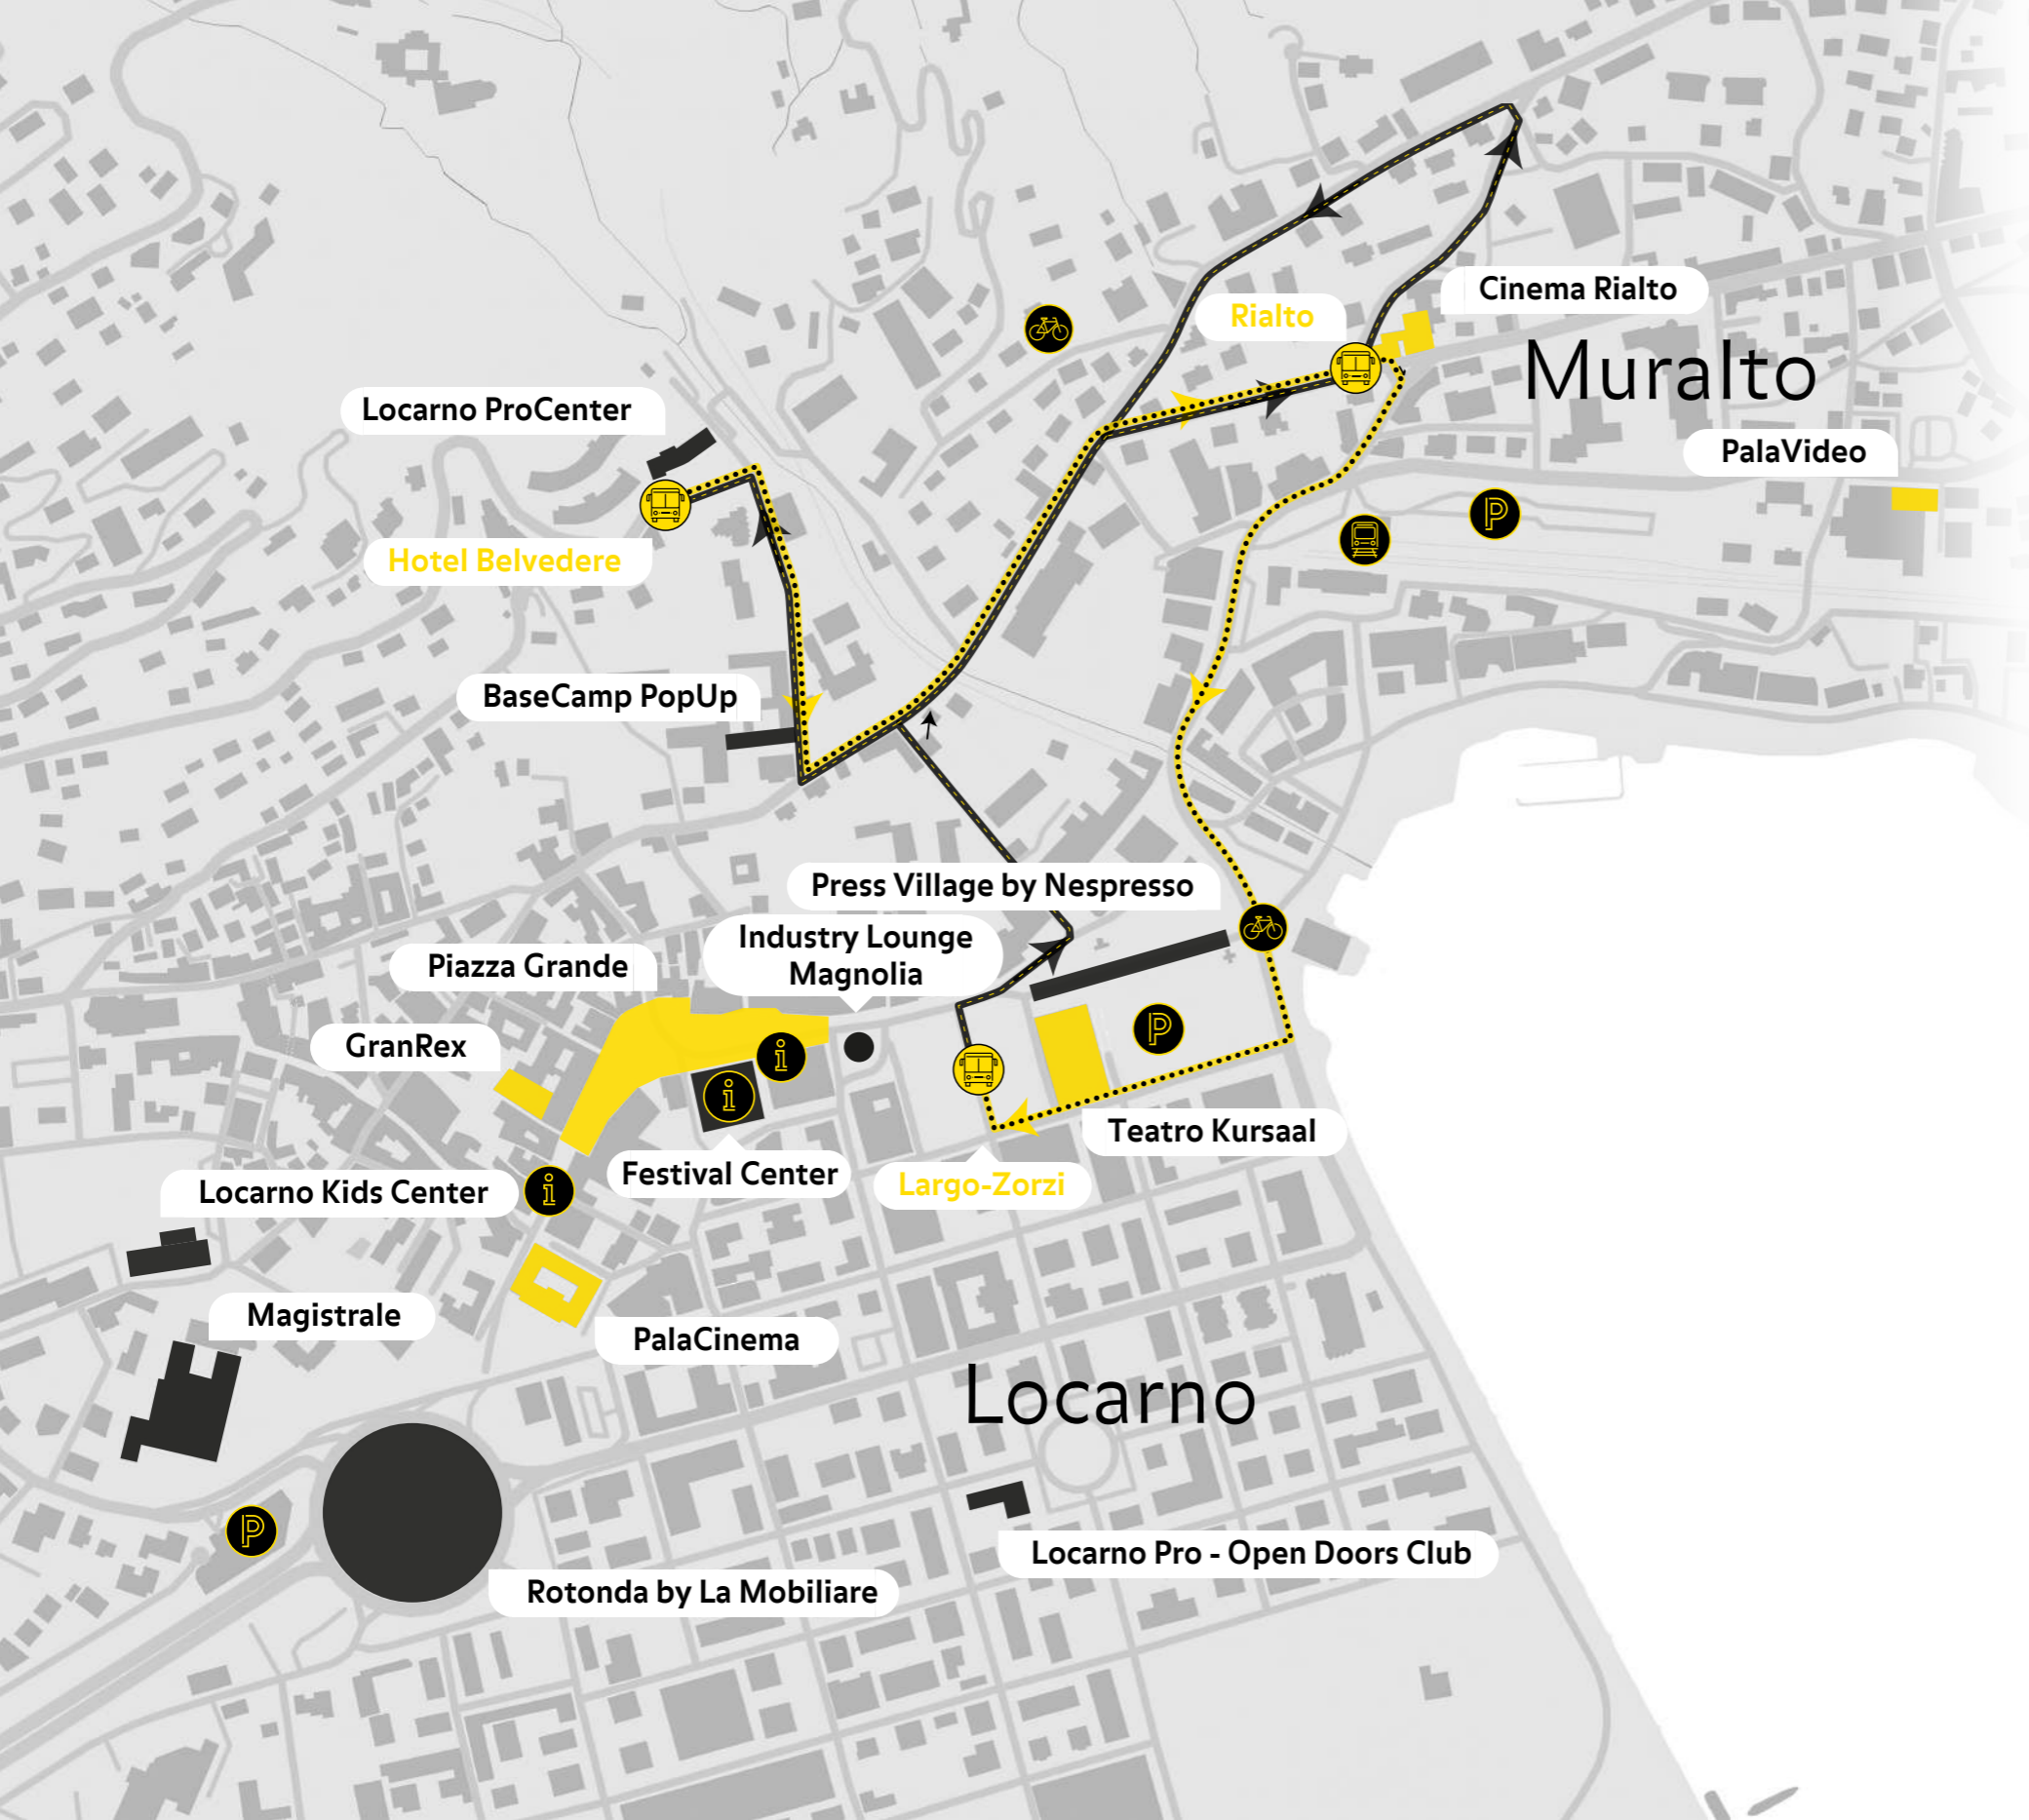 Cinema Rialto
Rialto
Muralto
Locarno ProCenter
PalaVideo
P
Hotel Belvedere
BaseCamp PopUp
Press Village by Nespresso
Industry Lounge
Magnolia
Piazza Grande
GranRex
P
i
i
Teatro Kursaal
Festival Center
Largo-Zorzi
Locarno Kids Center
i
Magistrale
PalaCinema
Locarno
P
Locarno Pro - Open Doors Club
Rotonda by La Mobiliare